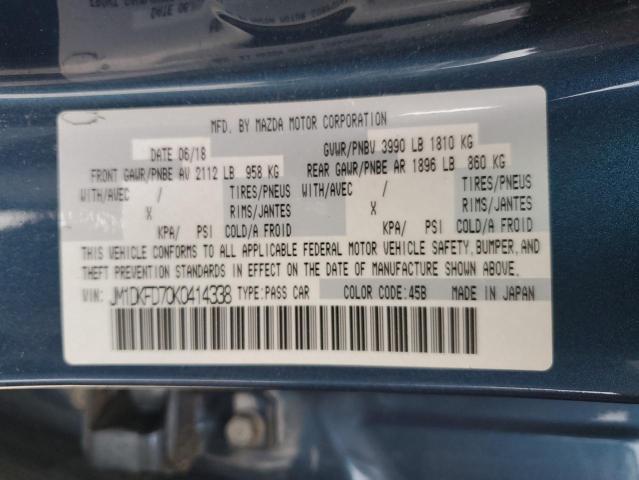 MFD. BY MAZDA MOTOR CORPORATION
DATE 06/18 GVWR/PNBV 3990 LB 1810 KG
FRONT GAWR/PNBE AV 2112 LB 958 KG REAR GAWR/PNBE AR 1896 LB 860 KG
WITH/AVEC / TIRES/PNEUS WITH/AVEC / TIRES/PNEUS
X RIMS/JANTES X RIMS/JANTES
KPA/ PSI COLD/A FROID KPA/ PSI COLD/A FROID
THIS VEHICLE CONFORMS TO ALL APPLICABLE FEDERAL MOTOR VEHICLE SAFETY, BUMPER, AND
THEFT PREVENTION STANDARDS IN EFFECT ON THE DATE OF MANUFACTURE SHOWN ABOVE.
VIN: JM1DKFD70K0414338 TYPE:PASS CAR COLOR CODE:45B MADE IN JAPAN